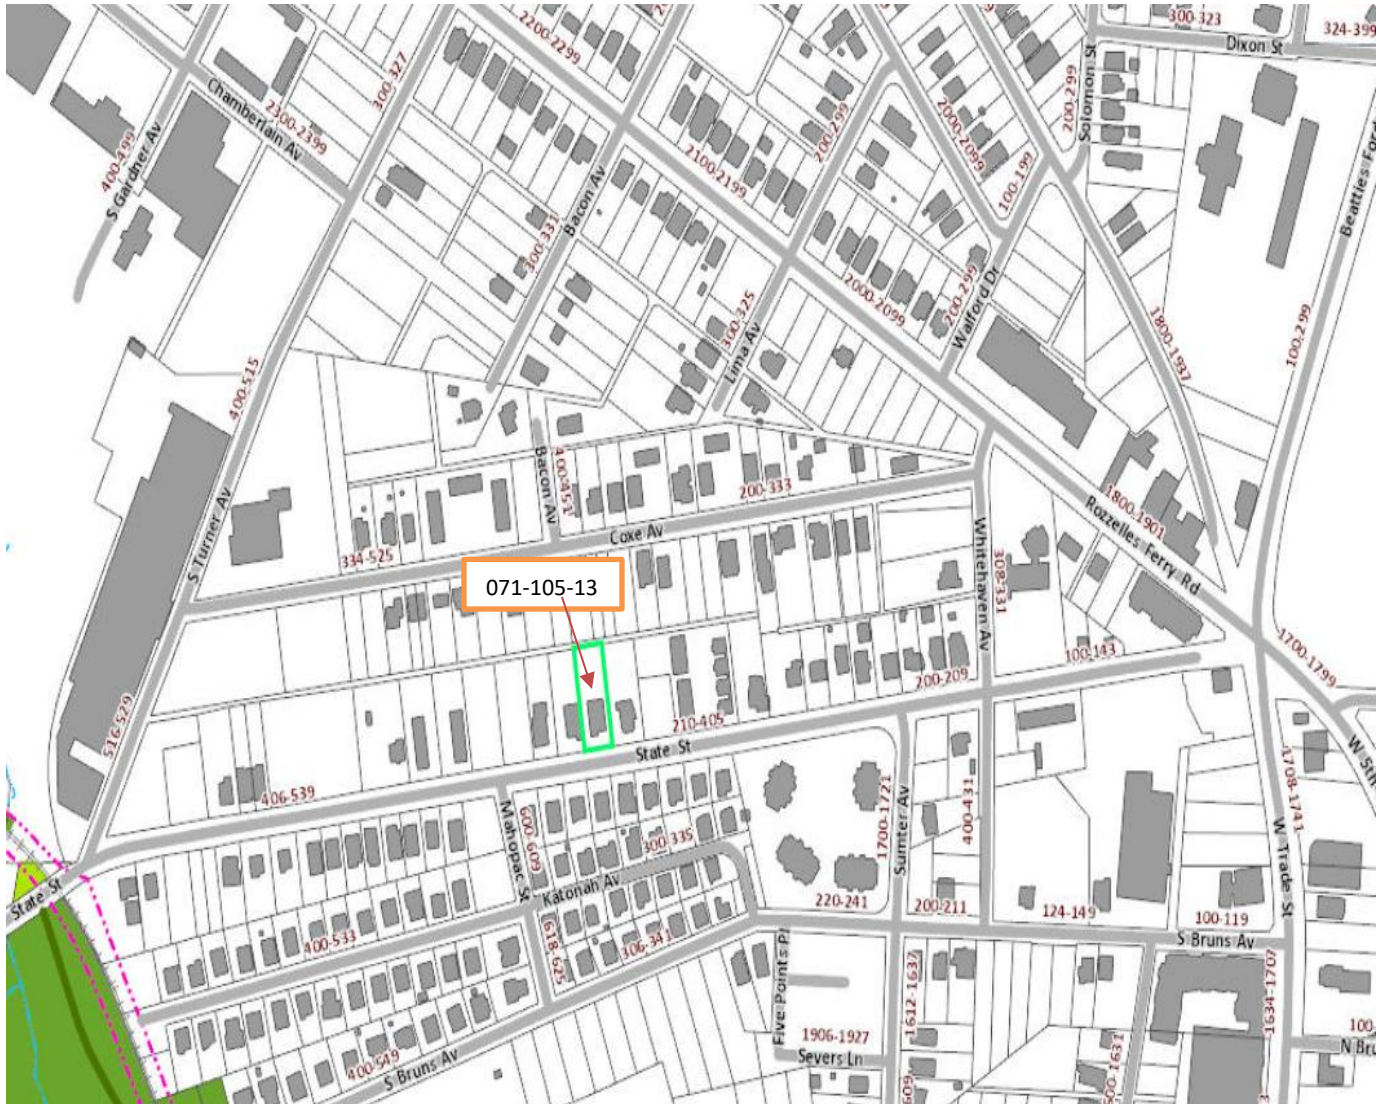 300-323
324-399
Dixon St
2200-2299
300-327
Chamberlain Av
2300-2399
400-499
S Gardner Av
200-299
Solomon St
2000-2099
200-299
2100-2199
100-199
Beatties Ford
Bacon Av
300-331
2000-2099
200-299
Walford Dr
300-325
Lima Av
1800-1937
100-299
400-515
S Turner Av
Bacon Av
400-451
200-333
Coxe Av
334-525
1800-1901
Rozzelles Ferry Rd
Whitehaven Av
308-331
071-105-13
100-143
200-209
1700-1799
210-405
State St
516-529
406-539
Mahopac St
600-609
300-335
Katonah Av
1700-1721
Sumter Av
400-431
1708-1741
W Trade St
State St
400-533
618-625
306-341
220-241
200-211
124-149
100-119
S Bruns Av
Five Points Pl
1612-1637
1634-1707
1906-1927
Severs Ln
400-549
S Bruns Av
100-
N Bru